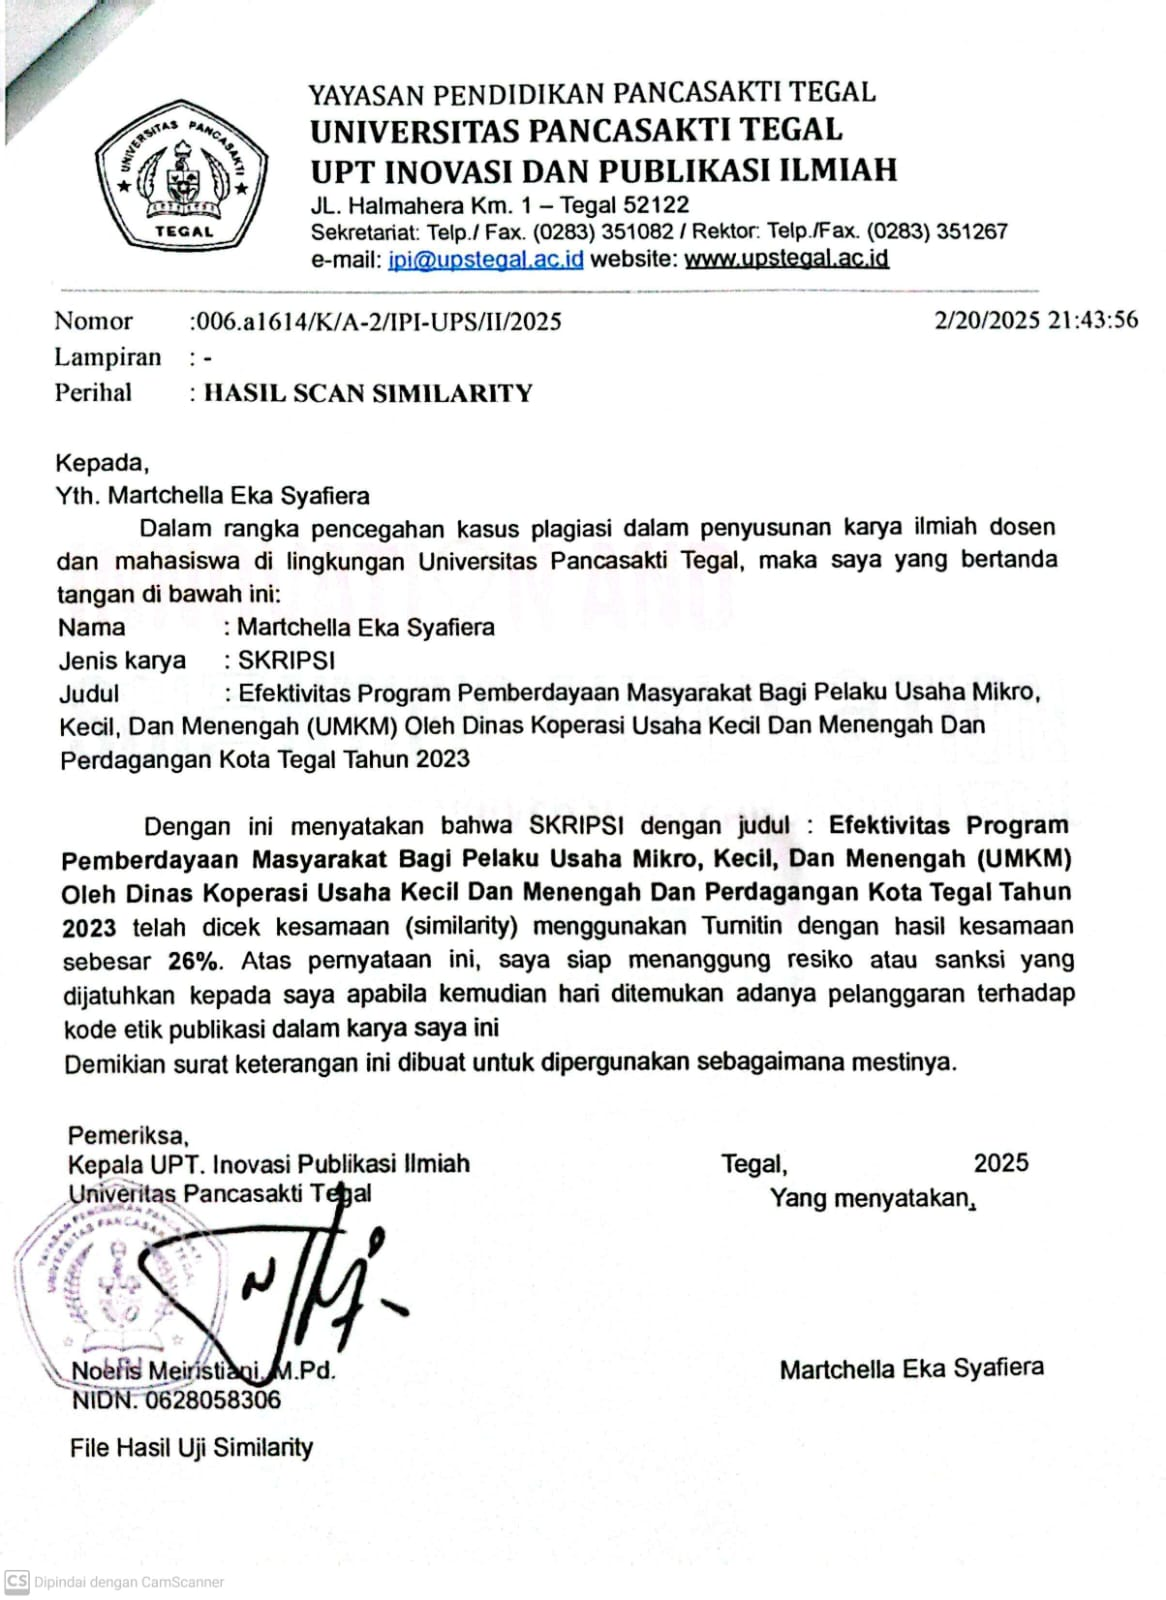 UNIVERSITAS PANCASAKTI
TEGAL
YAYASAN PENDIDIKAN PANCASAKTI TEGAL
UNIVERSITAS PANCASAKTI TEGAL
UPT INOVASI DAN PUBLIKASI ILMIAH
JL. Halmahera Km. 1 – Tegal 52122
Sekretariat: Telp./ Fax. (0283) 351082 / Rektor: Telp./Fax. (0283) 351267
e-mail: ipi@upstegal.ac.id website: www.upstegal.ac.id
Nomor :006.a1614/K/A-2/IPI-UPS/II/2025 2/20/2025 21:43:56
Lampiran : -
Perihal : HASIL SCAN SIMILARITY
Kepada,
Yth. Martchella Eka Syafiera
Dalam rangka pencegahan kasus plagiasi dalam penyusunan karya ilmiah dosen
dan mahasiswa di lingkungan Universitas Pancasakti Tegal, maka saya yang bertanda
tangan di bawah ini:
Nama : Martchella Eka Syafiera
Jenis karya : SKRIPSI
Judul : Efektivitas Program Pemberdayaan Masyarakat Bagi Pelaku Usaha Mikro,
Kecil, Dan Menengah (UMKM) Oleh Dinas Koperasi Usaha Kecil Dan Menengah Dan
Perdagangan Kota Tegal Tahun 2023
Dengan ini menyatakan bahwa SKRIPSI dengan judul : Efektivitas Program
Pemberdayaan Masyarakat Bagi Pelaku Usaha Mikro, Kecil, Dan Menengah (UMKM)
Oleh Dinas Koperasi Usaha Kecil Dan Menengah Dan Perdagangan Kota Tegal Tahun
2023 telah dicek kesamaan (similarity) menggunakan Turnitin dengan hasil kesamaan
sebesar 26%. Atas pernyataan ini, saya siap menanggung resiko atau sanksi yang
dijatuhkan kepada saya apabila kemudian hari ditemukan adanya pelanggaran terhadap
kode etik publikasi dalam karya saya ini
Demikian surat keterangan ini dibuat untuk dipergunakan sebagaimana mestinya.
Pemeriksa,
Kepala UPT. Inovasi Publikasi Ilmiah
Univeritas Pancasakti Tegal
Tegal, 2025
Yang menyatakan,
Noeris Meiristiani, M.Pd.
NIDN. 0628058306
Martchella Eka Syafiera
File Hasil Uji Similarity
CS Dipindai dengan CamScanner